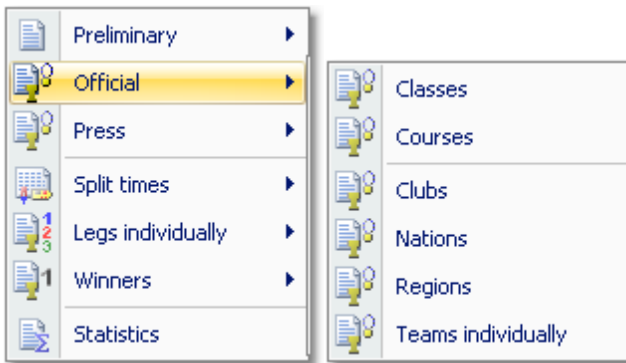 Preliminary
Official
Press
Split times
Legs individually
Winners
Statistics
Classes
Courses
Clubs
Nations
Regions
Teams individually